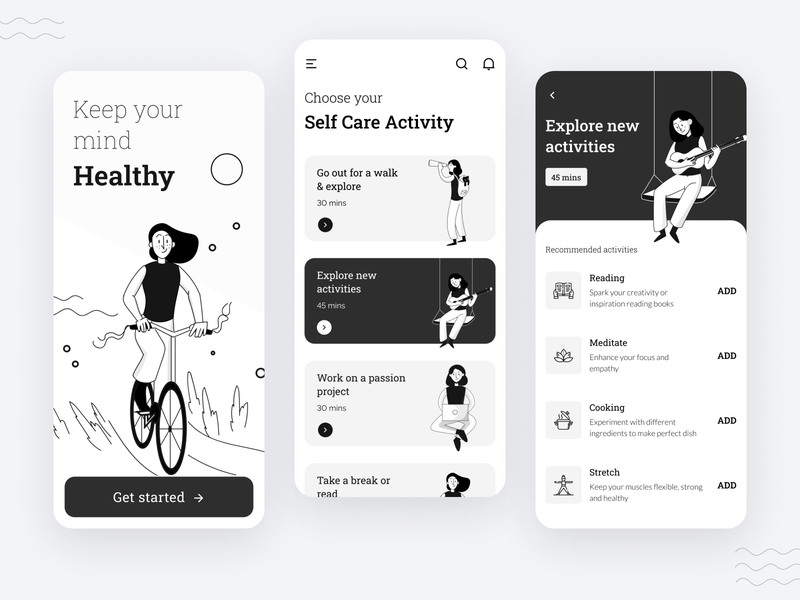 Keep your
mind
Healthy
Get started
Choose your
Self Care Activity
Go out for a walk
& explore
30 mins
Explore new
activities
45 mins
Work on a passion
project
30 mins
Take a break or
read
Explore new
activities
45 mins
Recommended activities
Reading
Spark your creativity or
inspiration reading books
ADD
Meditate
Enhance your focus and
empathy
ADD
Cooking
Experiment with different
ingredients to make perfect dish
ADD
Stretch
Keep your muscles flexible, strong
and healthy
ADD